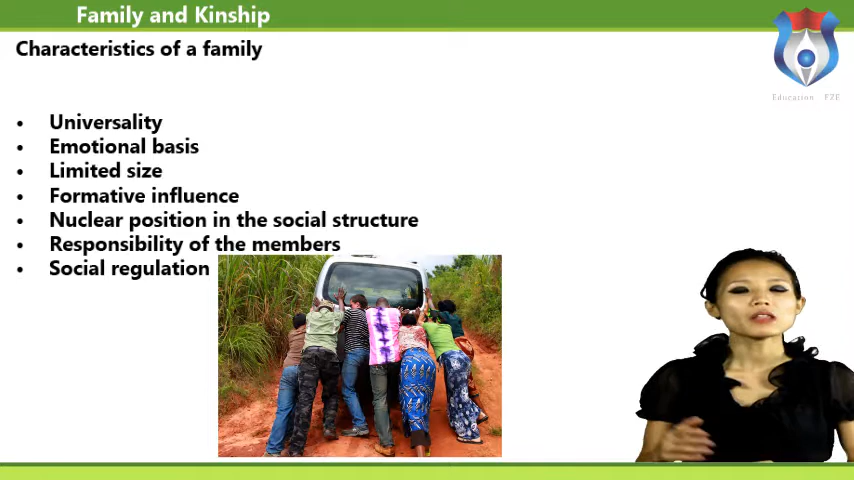 Family and Kinship
Characteristics of a family
Education FZE
• Universality
• Emotional basis
• Limited size
• Formative influence
• Nuclear position in the social structure
• Responsibility of the members
• Social regulation